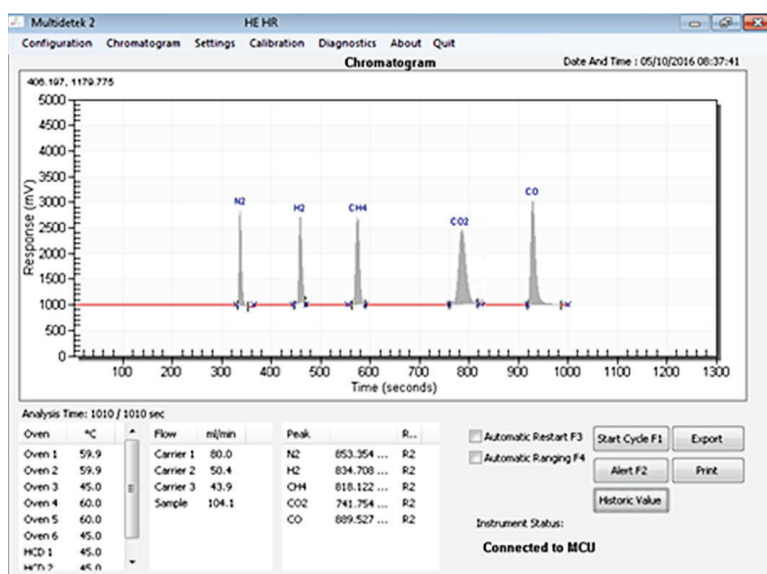 Multidetek 2 HE HR
Configuration Chromatogram Settings Calibration Diagnostics About Quit
Chromatogram Date And Time : 05/10/2016 08:37:41
406.197, 1179.775
5000
4500
4000
3500
3000
2500
2000
1500
1000
500
0
Response (mV)
N2 H2 CH4 CO2 CO
100 200 300 400 500 600 700 800 900 1000 1100 1200 1300
Time (seconds)
Analysis Time: 1010 / 1010 sec
Oven °C Flow ml/min Peak R...
Oven 1 59.9 Carrier 1 80.0 N2 853.354 ... R2
Oven 2 59.9 Carrier 2 50.4 H2 834.708 ... R2
Oven 3 45.0 Carrier 3 43.9 CH4 818.122 ... R2
Oven 4 60.0 Sample 104.1 CO2 741.754 ... R2
Oven 5 60.0 CO 889.527 ... R2
Oven 6 45.0
HCD 1 45.0
HCD 2 45.0
Automatic Restart F3 Start Cycle F1 Export
Automatic Ranging F4 Alert F2 Print
Historic Value
Instrument Status:
Connected to MCU